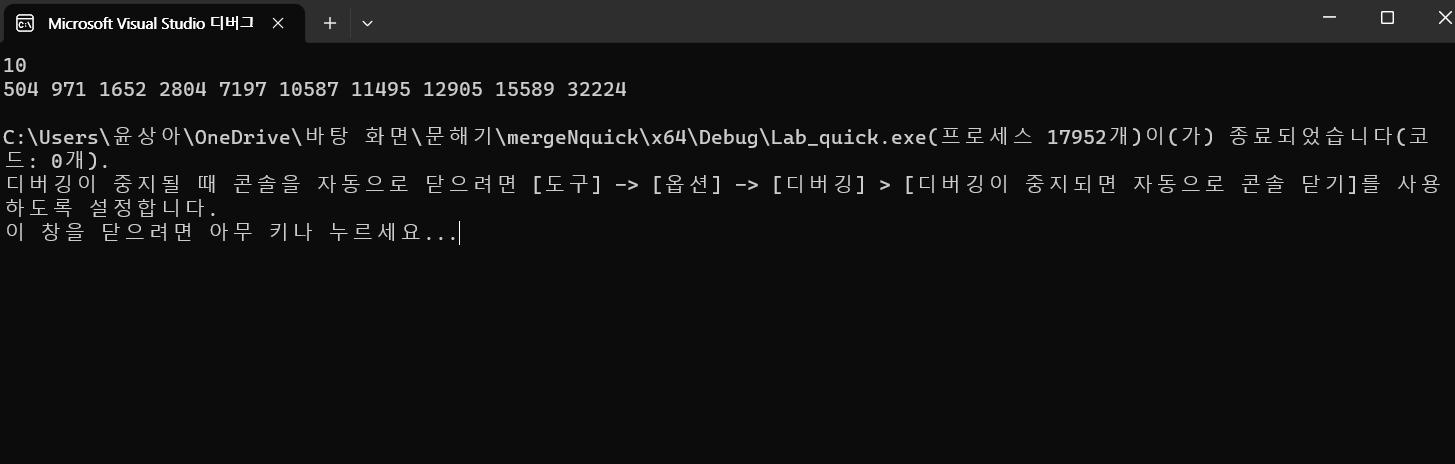 Microsoft Visual Studio 디버그
10
504 971 1652 2804 7197 10587 11495 12905 15589 32224
C:\Users\윤상아\OneDrive\바탕 화면\문해기\mergeNquick\x64\Debug\Lab_quick.exe(프로세스 17952개)이(가) 종료되었습니다(코
드: 0개).
디버깅이 중지될 때 콘솔을 자동으로 닫으려면 [도구] -> [옵션] -> [디버깅] > [디버깅이 중지되면 자동으로 콘솔 닫기]를 사용
하도록 설정합니다.
이 창을 닫으려면 아무 키나 누르세요...